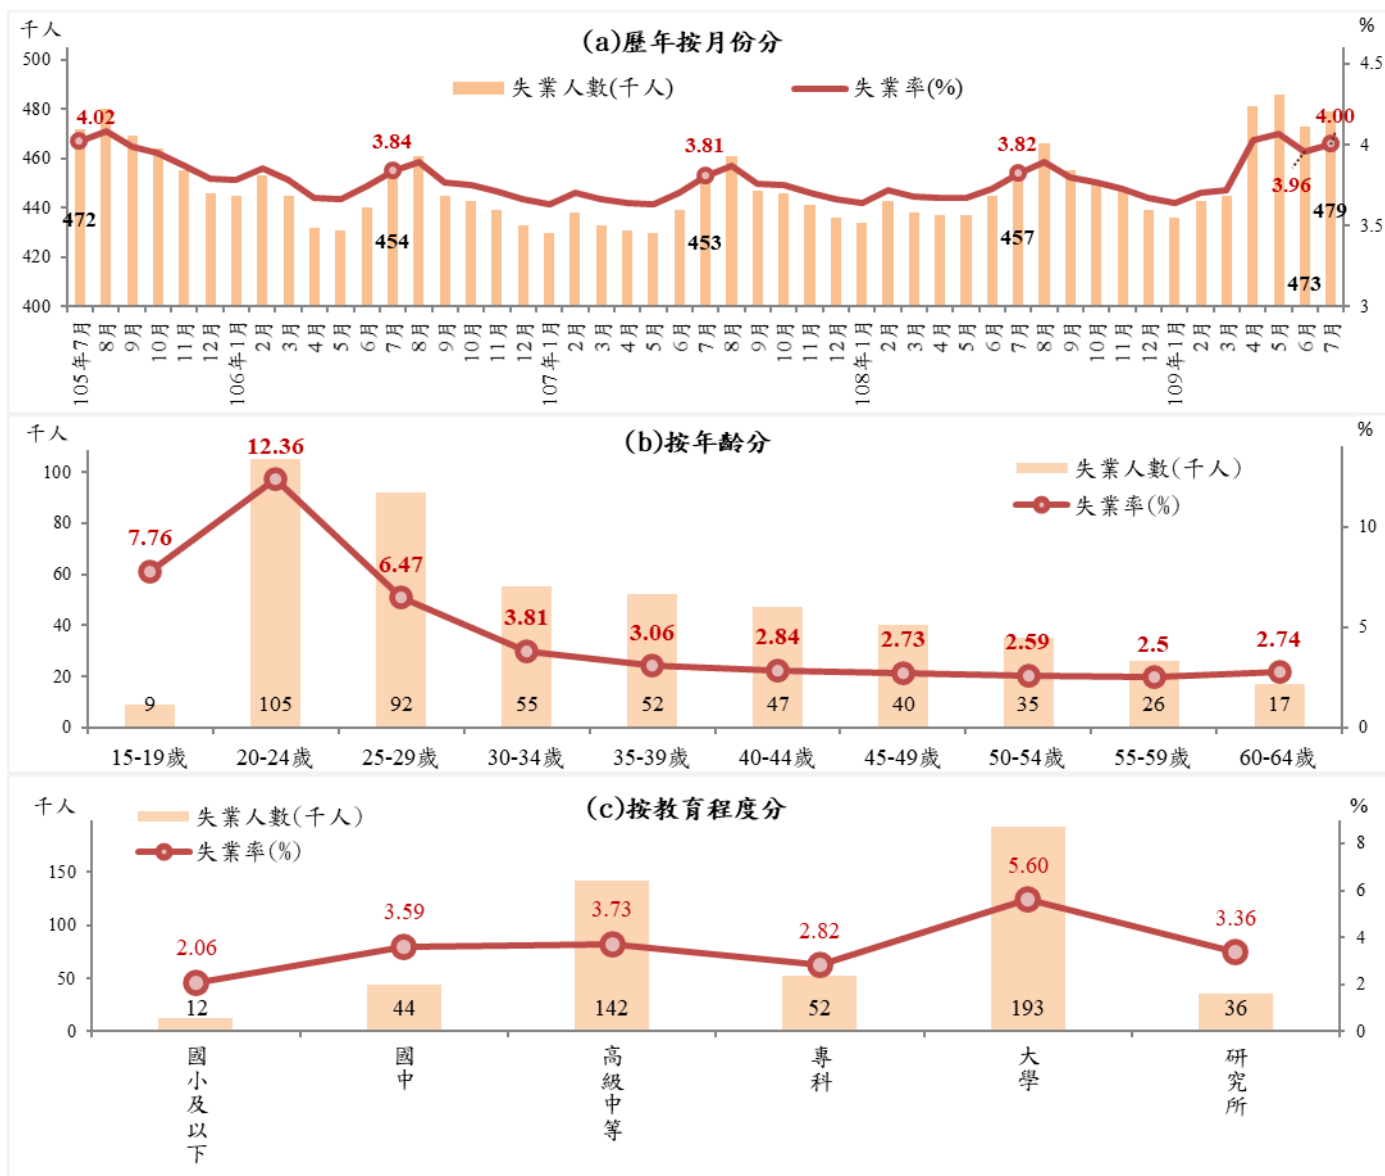 (a)歷年按月份分
千人
%
失業人數(千人)
失業率(%)
500
480
460
440
420
400
4.5
4
3.5
3
4.02
3.84
3.81
3.82
4.00
3.96
472
454
453
457
479
473
105年7月
8月
9月
10月
11月
12月
106年1月
2月
3月
4月
5月
6月
7月
8月
9月
10月
11月
12月
107年1月
2月
3月
4月
5月
6月
7月
8月
9月
10月
11月
12月
108年1月
2月
3月
4月
5月
6月
7月
8月
9月
10月
11月
12月
109年1月
2月
3月
4月
5月
6月
7月
(b)按年齡分
千人
%
失業人數(千人)
失業率(%)
100
80
60
40
20
0
10
5
0
7.76
12.36
6.47
3.81
3.06
2.84
2.73
2.59
2.5
2.74
9
105
92
55
52
47
40
35
26
17
15-19歲
20-24歲
25-29歲
30-34歲
35-39歲
40-44歲
45-49歲
50-54歲
55-59歲
60-64歲
(c)按教育程度分
千人
%
失業人數(千人)
失業率(%)
150
100
50
0
8
6
4
2
0
2.06
3.59
3.73
2.82
5.60
3.36
12
44
142
52
193
36
國小及以下
國中
高級中等
專科
大學
研究所